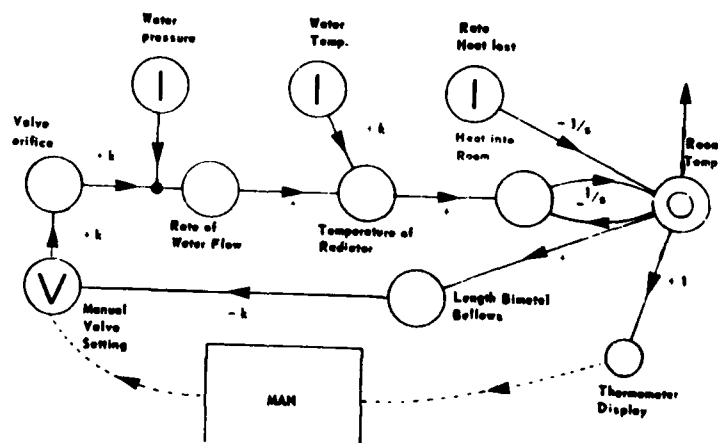 Water
pressure
Water
Temp.
Rate
Heat lost
Valve
orifice
I
I
I
- 1/s
+ k
+ k
Heat into
Room
Room
Temp
O
+ k
Rate of
Water Flow
+
Temperature of
Radiator
+
- 1/s
V
Manual
Valve
Setting
- k
+
Length Bimetal
Bellows
+ 1
MAN
Thermometer
Display